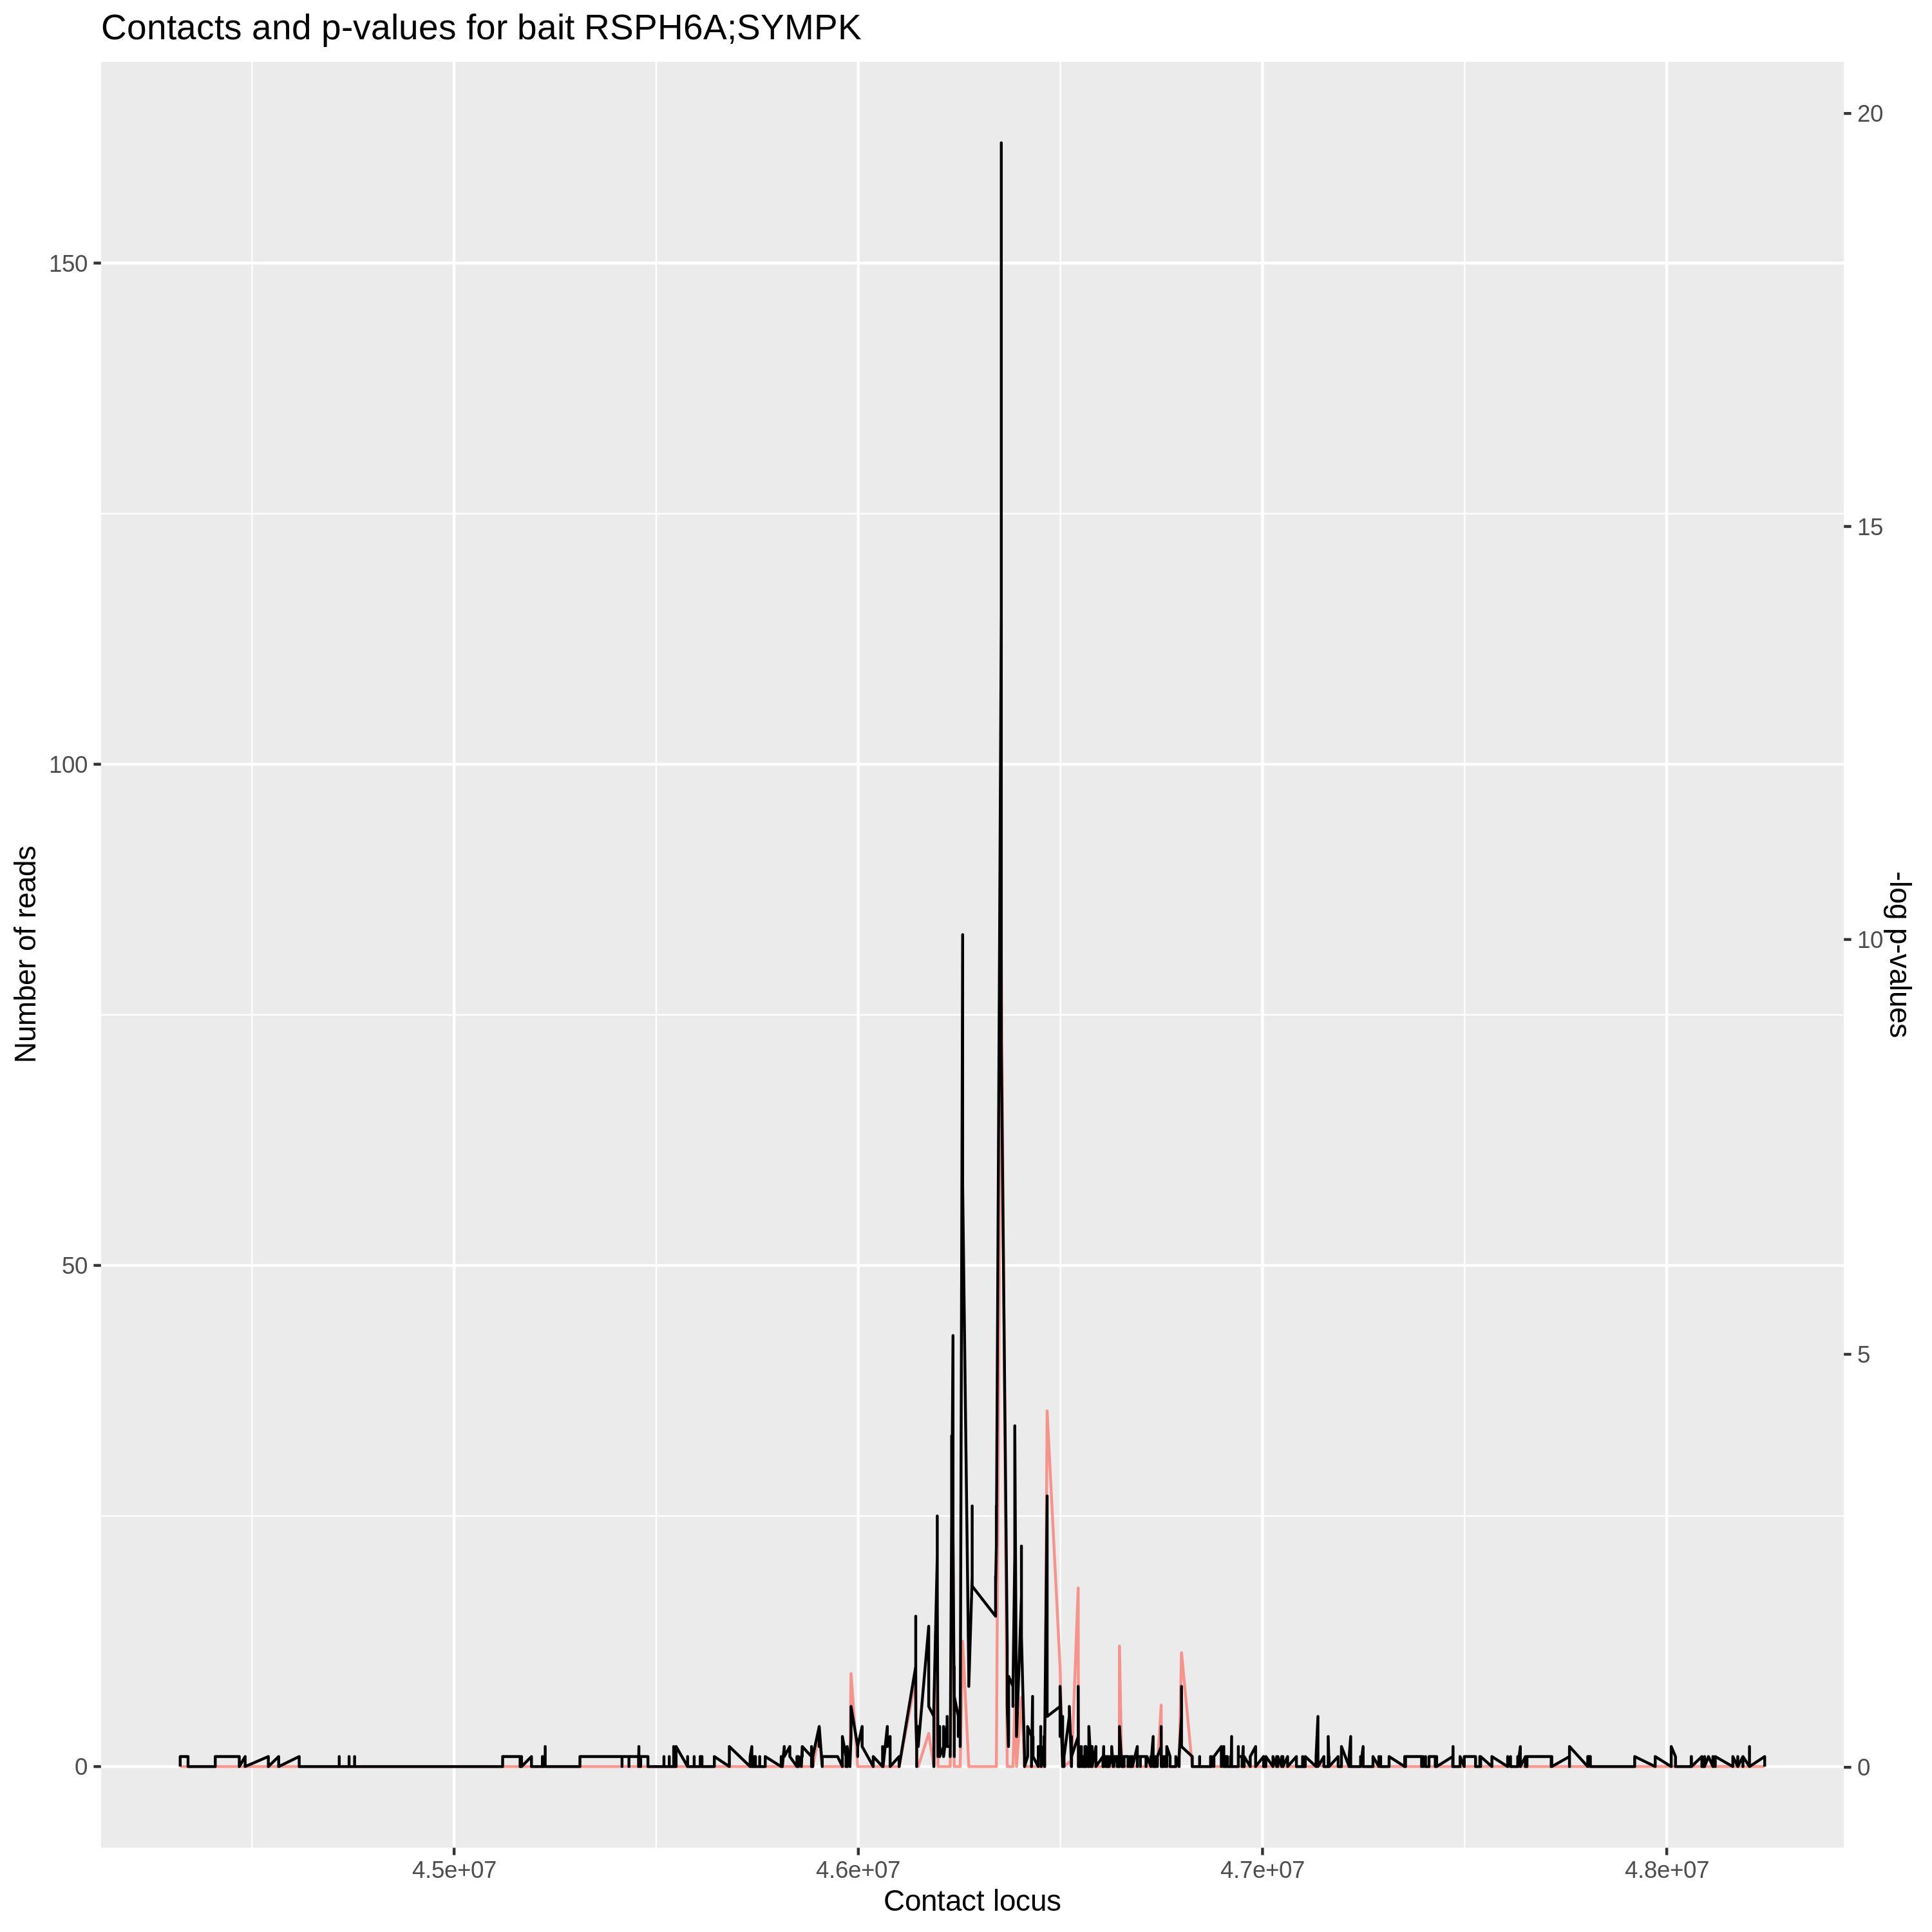 Contacts and p-values for bait RSPH6A;SYMPK
Number of reads
150
100
50
0
20
15
10
5
0
-log p-values
4.5e+07 4.6e+07 4.7e+07 4.8e+07
Contact locus